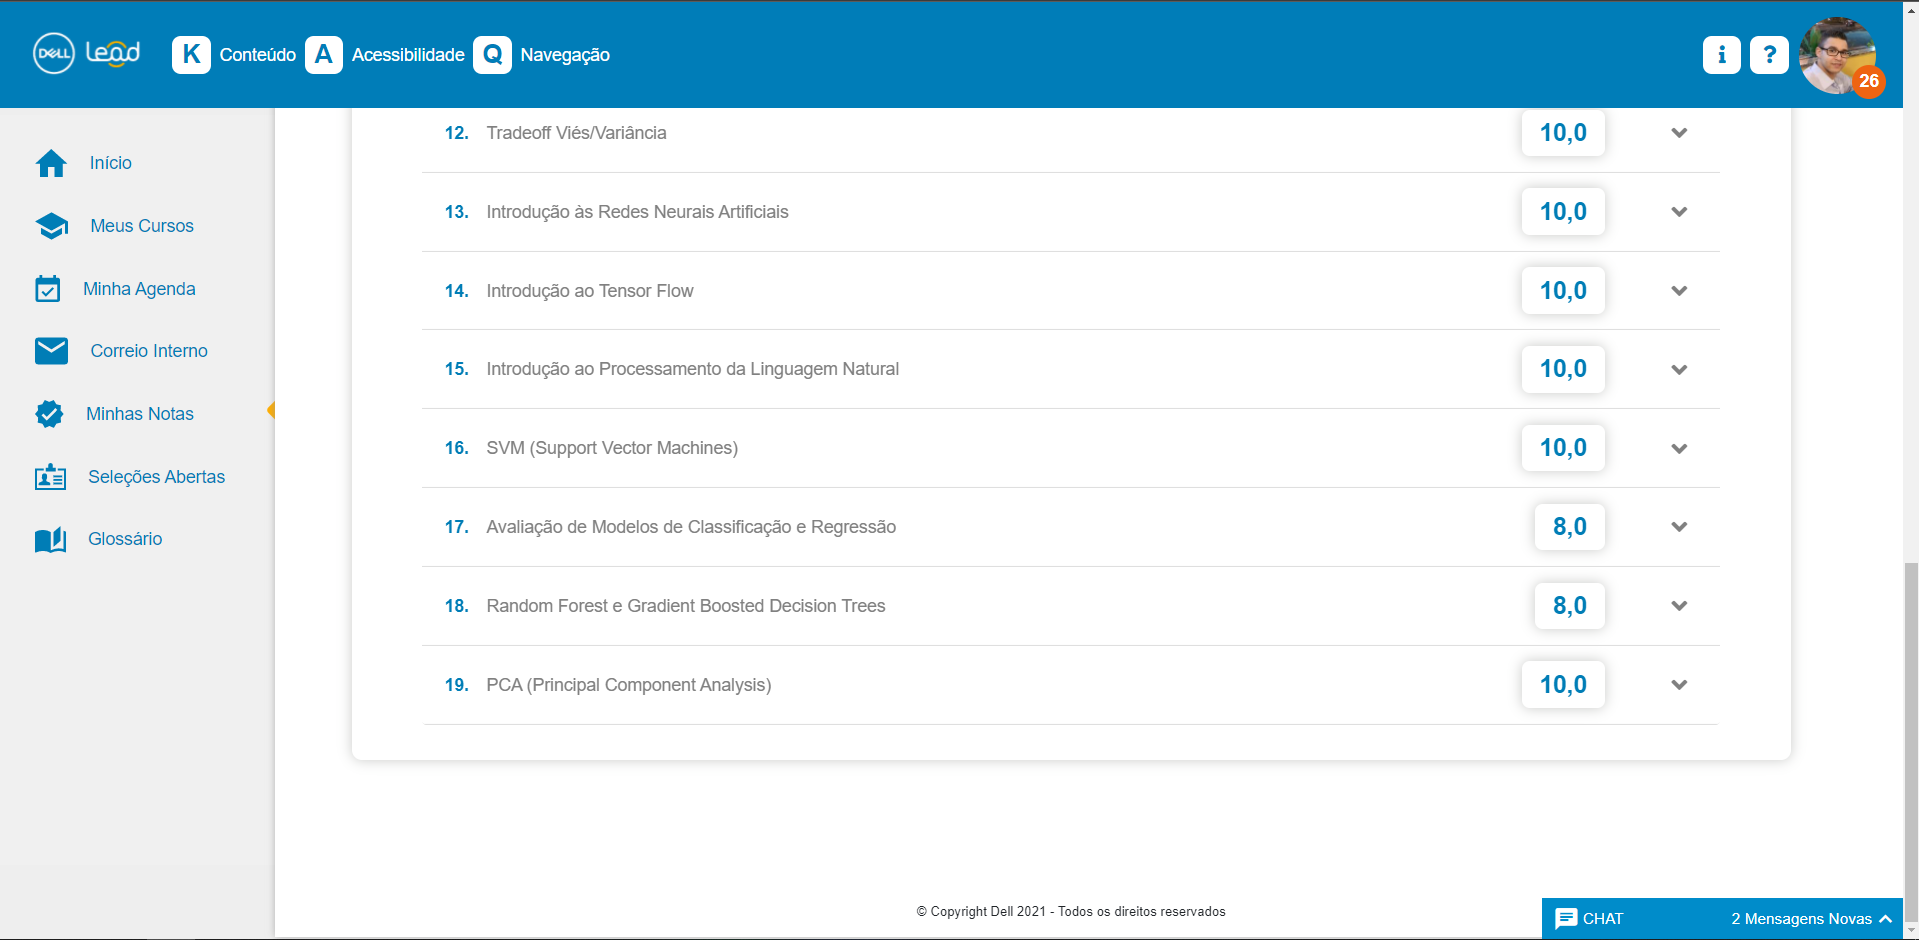 DELL Lead K Conteúdo A Acessibilidade Q Navegação i ? 26
Início
Meus Cursos
Minha Agenda
Correio Interno
Minhas Notas
Seleções Abertas
Glossário
12. Tradeoff Viés/Variância 10,0
13. Introdução às Redes Neurais Artificiais 10,0
14. Introdução ao Tensor Flow 10,0
15. Introdução ao Processamento da Linguagem Natural 10,0
16. SVM (Support Vector Machines) 10,0
17. Avaliação de Modelos de Classificação e Regressão 8,0
18. Random Forest e Gradient Boosted Decision Trees 8,0
19. PCA (Principal Component Analysis) 10,0
© Copyright Dell 2021 - Todos os direitos reservados
CHAT 2 Mensagens Novas